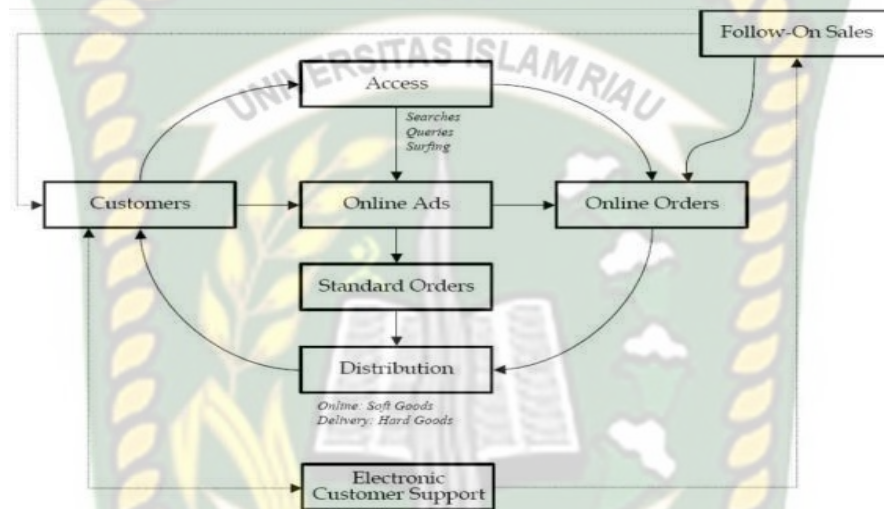 Follow-On Sales
UNIVERSITAS ISLAM RIAU
Access
Searches
Queries
Surfing
Customers
Online Ads
Online Orders
Standard Orders
Distribution
Online: Soft Goods
Delivery: Hard Goods
Electronic
Customer Support